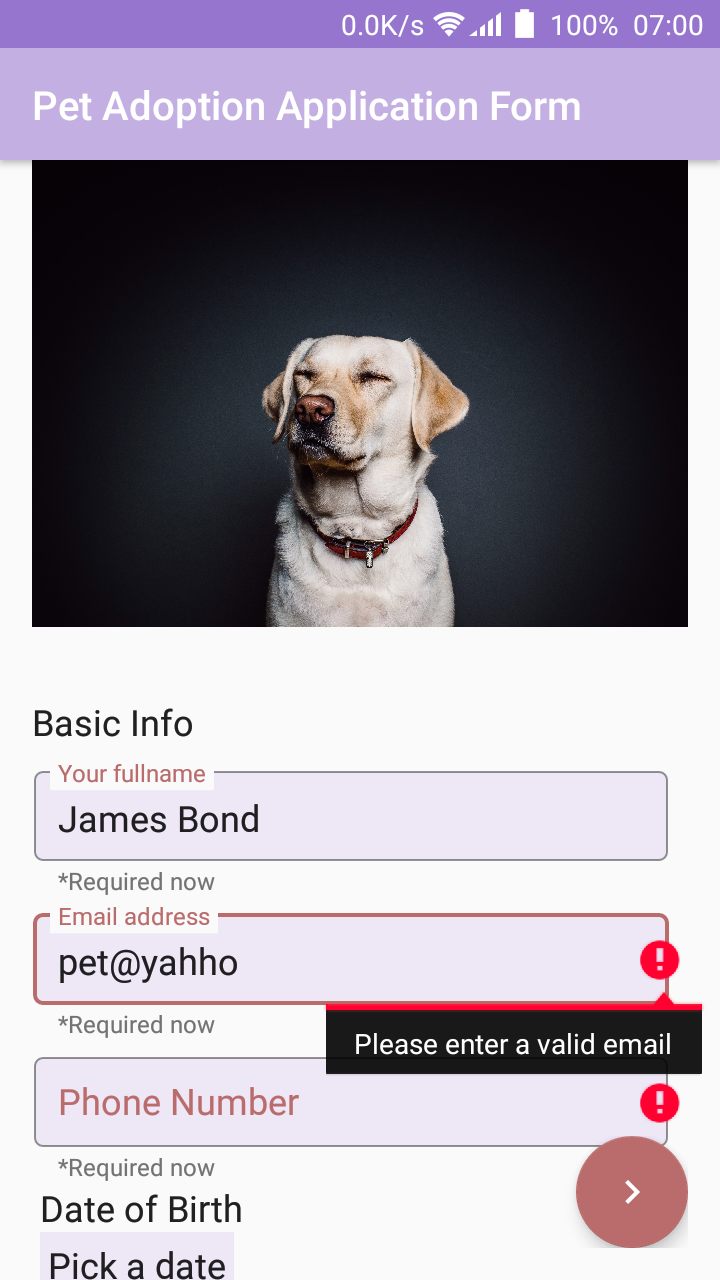 0.0K/s 100% 07:00
Pet Adoption Application Form
Basic Info
Your fullname
James Bond
*Required now
Email address
pet@yahho
*Required now
Please enter a valid email
Phone Number
*Required now
Date of Birth
Pick a date